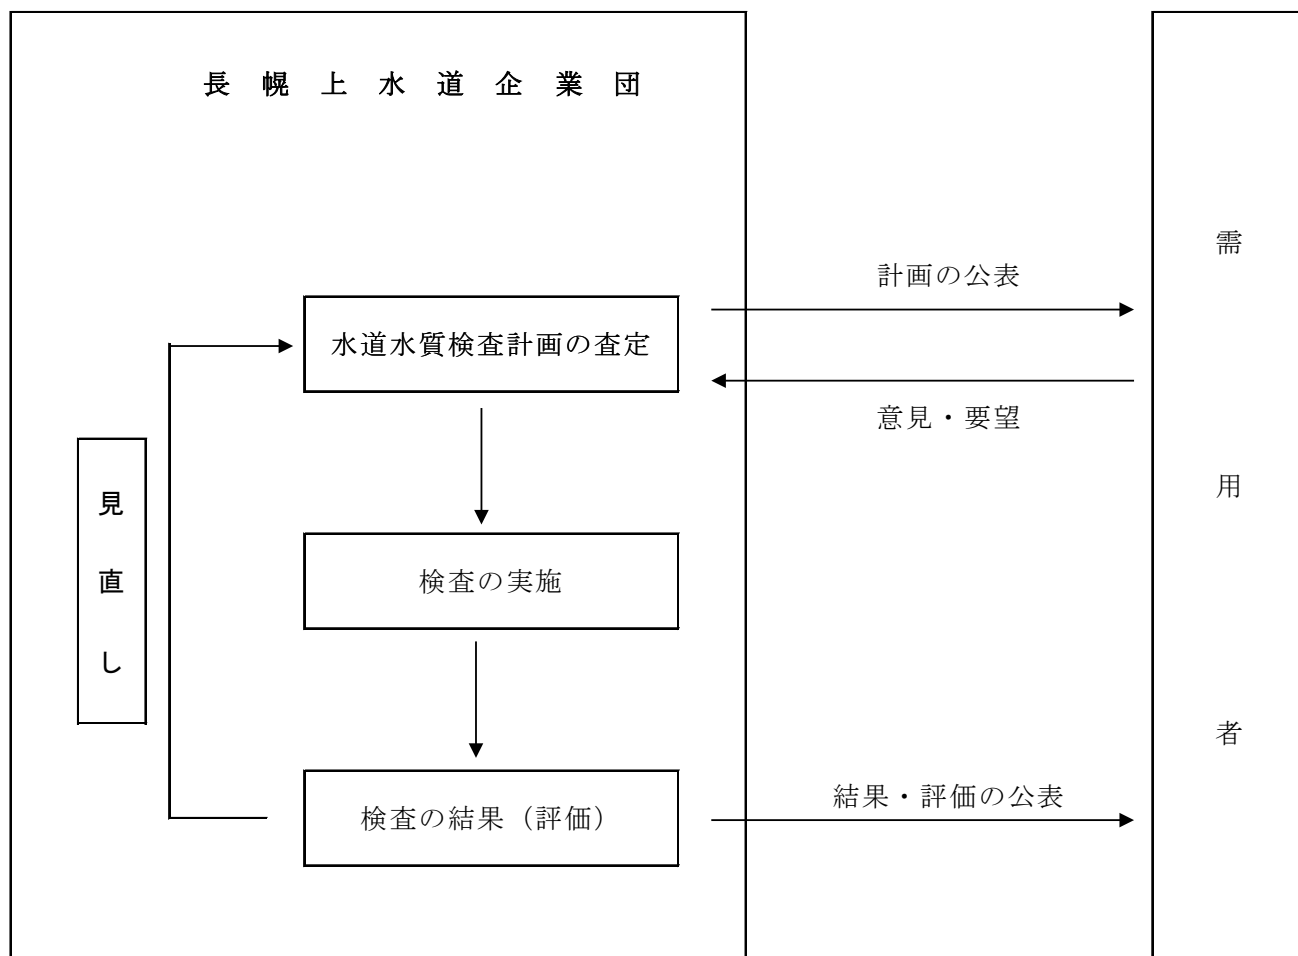 長幌上水道企業団
計画の公表
水道水質検査計画の査定
意見・要望
見直し
検査の実施
検査の結果（評価）
結果・評価の公表
需用者